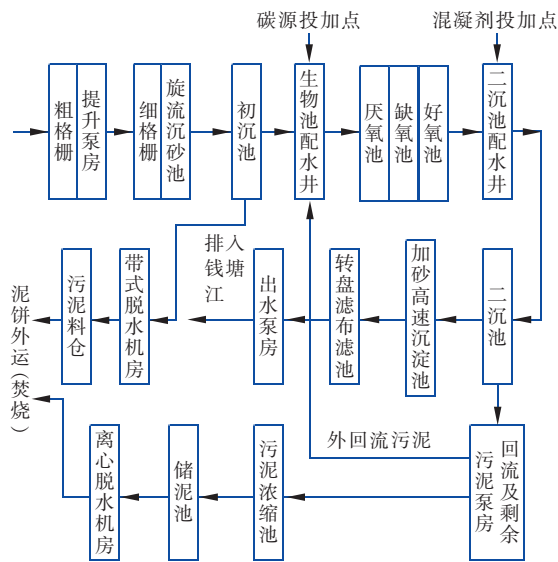 碳源投加点
混凝剂投加点
粗格栅
提升泵房
细格栅
旋流沉砂池
初沉池
生物池配水井
厌氧池
缺氧池
好氧池
二沉池配水井
泥饼外运(焚烧)
污泥料仓
带式脱水机房
排入
钱塘
江
出水泵房
转盘滤布滤池
加砂高速沉淀池
二沉池
外回流污泥
离心脱水机房
储泥池
污泥浓缩池
回流及剩余
污泥泵房